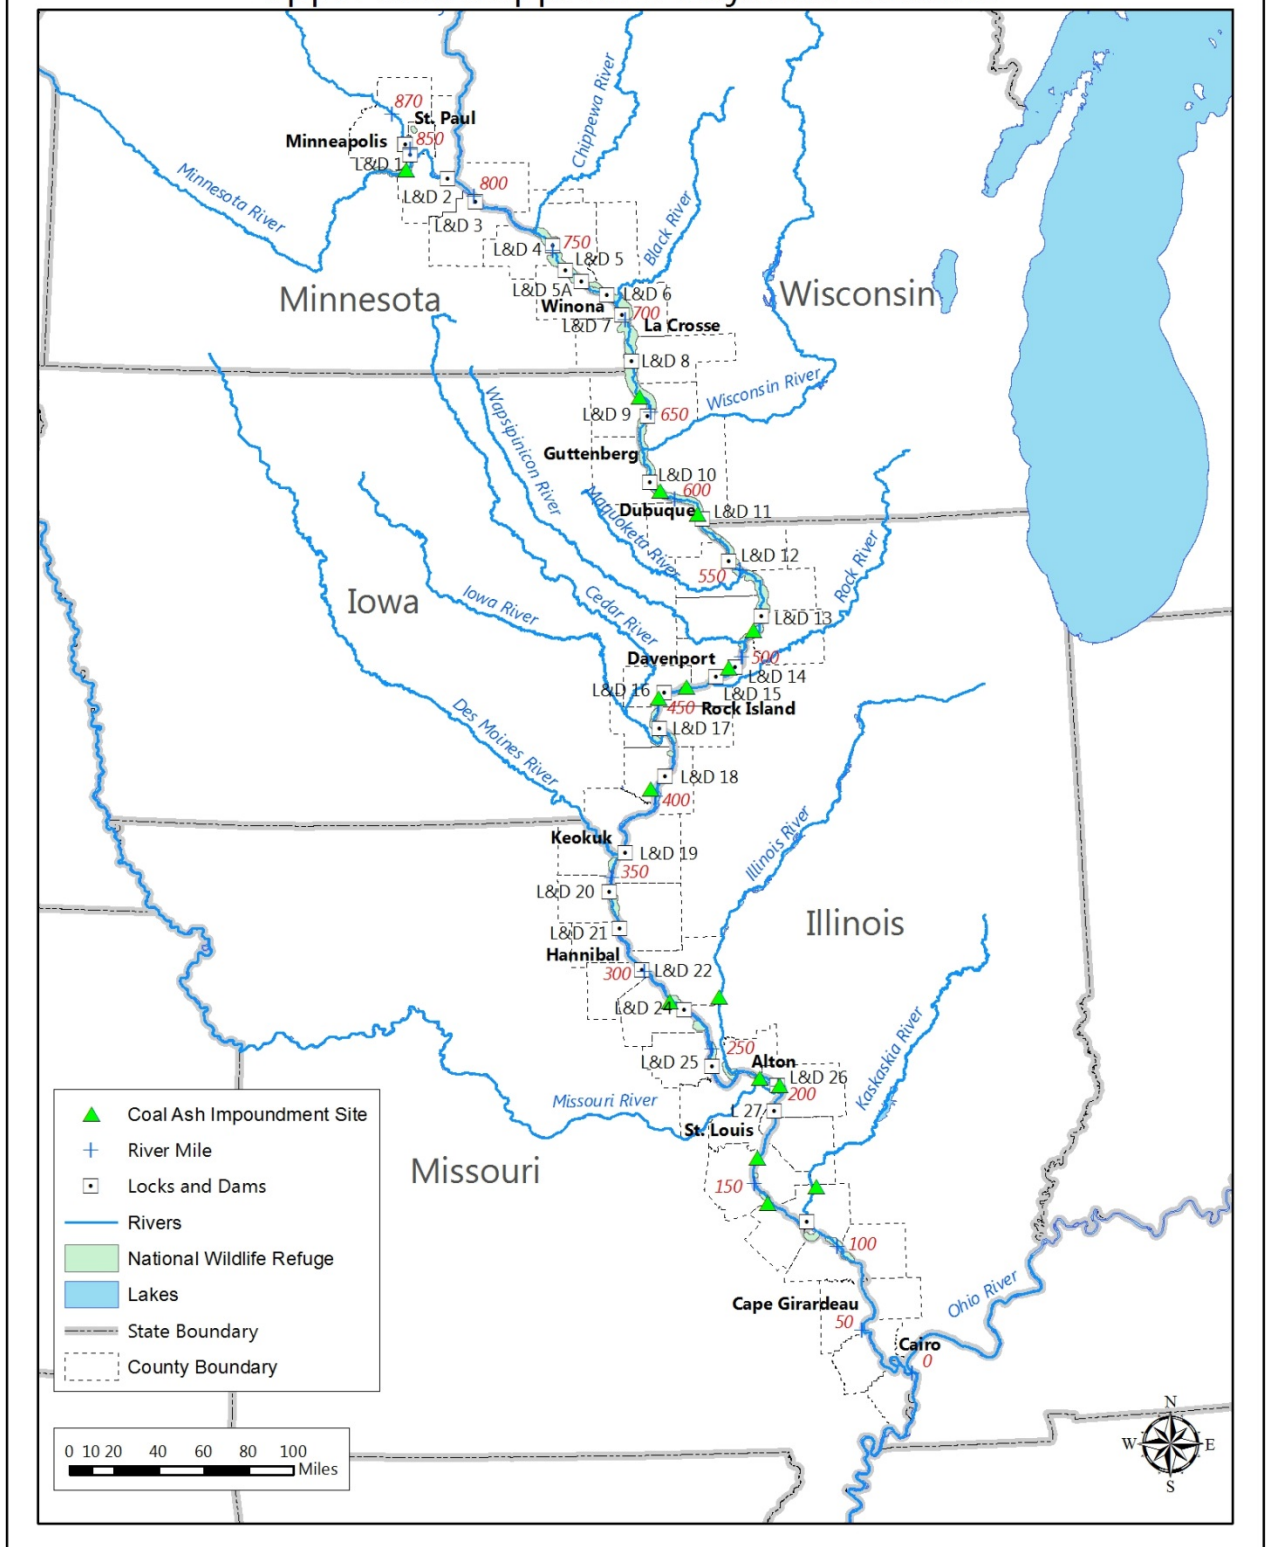 870
St. Paul
Minneapolis
850
L&D 1
Chippewa River
Minnesota River
L&D 2
800
L&D 3
Black River
L&D 4
750
L&D 5
L&D 5A
L&D 6
Minnesota
Wisconsin
Winona
700
L&D 7
La Crosse
L&D 8
Wisconsin River
L&D 9
650
Wapsipinicon River
Guttenberg
L&D 10
600
Maquoketa River
Dubuque
L&D 11
L&D 12
550
Rock River
Iowa
Iowa River
Cedar River
L&D 13
Davenport
500
L&D 14
L&D 16
L&D 15
450
Rock Island
Des Moines River
L&D 17
L&D 18
400
Keokuk
L&D 19
350
Illinois River
L&D 20
Illinois
L&D 21
Hannibal
300
L&D 22
L&D 24
Kaskaskia River
250
L&D 25
Alton
L&D 26
200
Missouri River
L 27
St. Louis
Missouri
150
100
Ohio River
Cape Girardeau
50
Cairo
0
Coal Ash Impoundment Site
River Mile
Locks and Dams
Rivers
National Wildlife Refuge
Lakes
State Boundary
County Boundary
0 10 20 40 60 80 100
Miles
N
W E
S